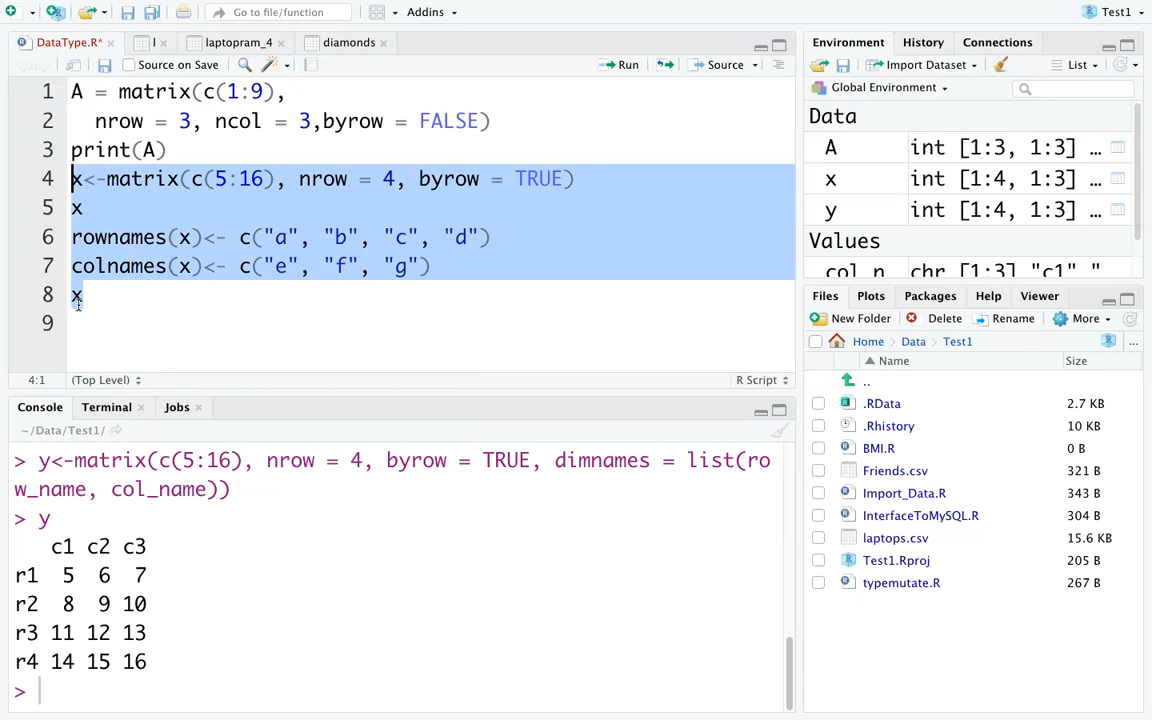 Go to file/function
Addins
Test1
DataType.R*
l
laptopram_4
diamonds
Source on Save
Run
Source
1 A = matrix(c(1:9),
2 nrow = 3, ncol = 3,byrow = FALSE)
3 print(A)
4 x<-matrix(c(5:16), nrow = 4, byrow = TRUE)
5 x
6 rownames(x)<- c("a", "b", "c", "d")
7 colnames(x)<- c("e", "f", "g")
8 x
9
4:1 (Top Level) R Script
Console Terminal Jobs
~/Data/Test1/
> y<-matrix(c(5:16), nrow = 4, byrow = TRUE, dimnames = list(ro
w_name, col_name))
> y
c1 c2 c3
r1 5 6 7
r2 8 9 10
r3 11 12 13
r4 14 15 16
>
Environment History Connections
Import Dataset List
Global Environment
Data
A int [1:3, 1:3] …
x int [1:4, 1:3] …
y int [1:4, 1:3] …
Values
col_n chr [1:3] "c1" "
Files Plots Packages Help Viewer
New Folder Delete Rename More
Home Data Test1 ...
Name Size
..
.RData 2.7 KB
.Rhistory 10 KB
BMI.R 0 B
Friends.csv 321 B
Import_Data.R 343 B
InterfaceToMySQL.R 304 B
laptops.csv 15.6 KB
Test1.Rproj 205 B
typemutate.R 267 B